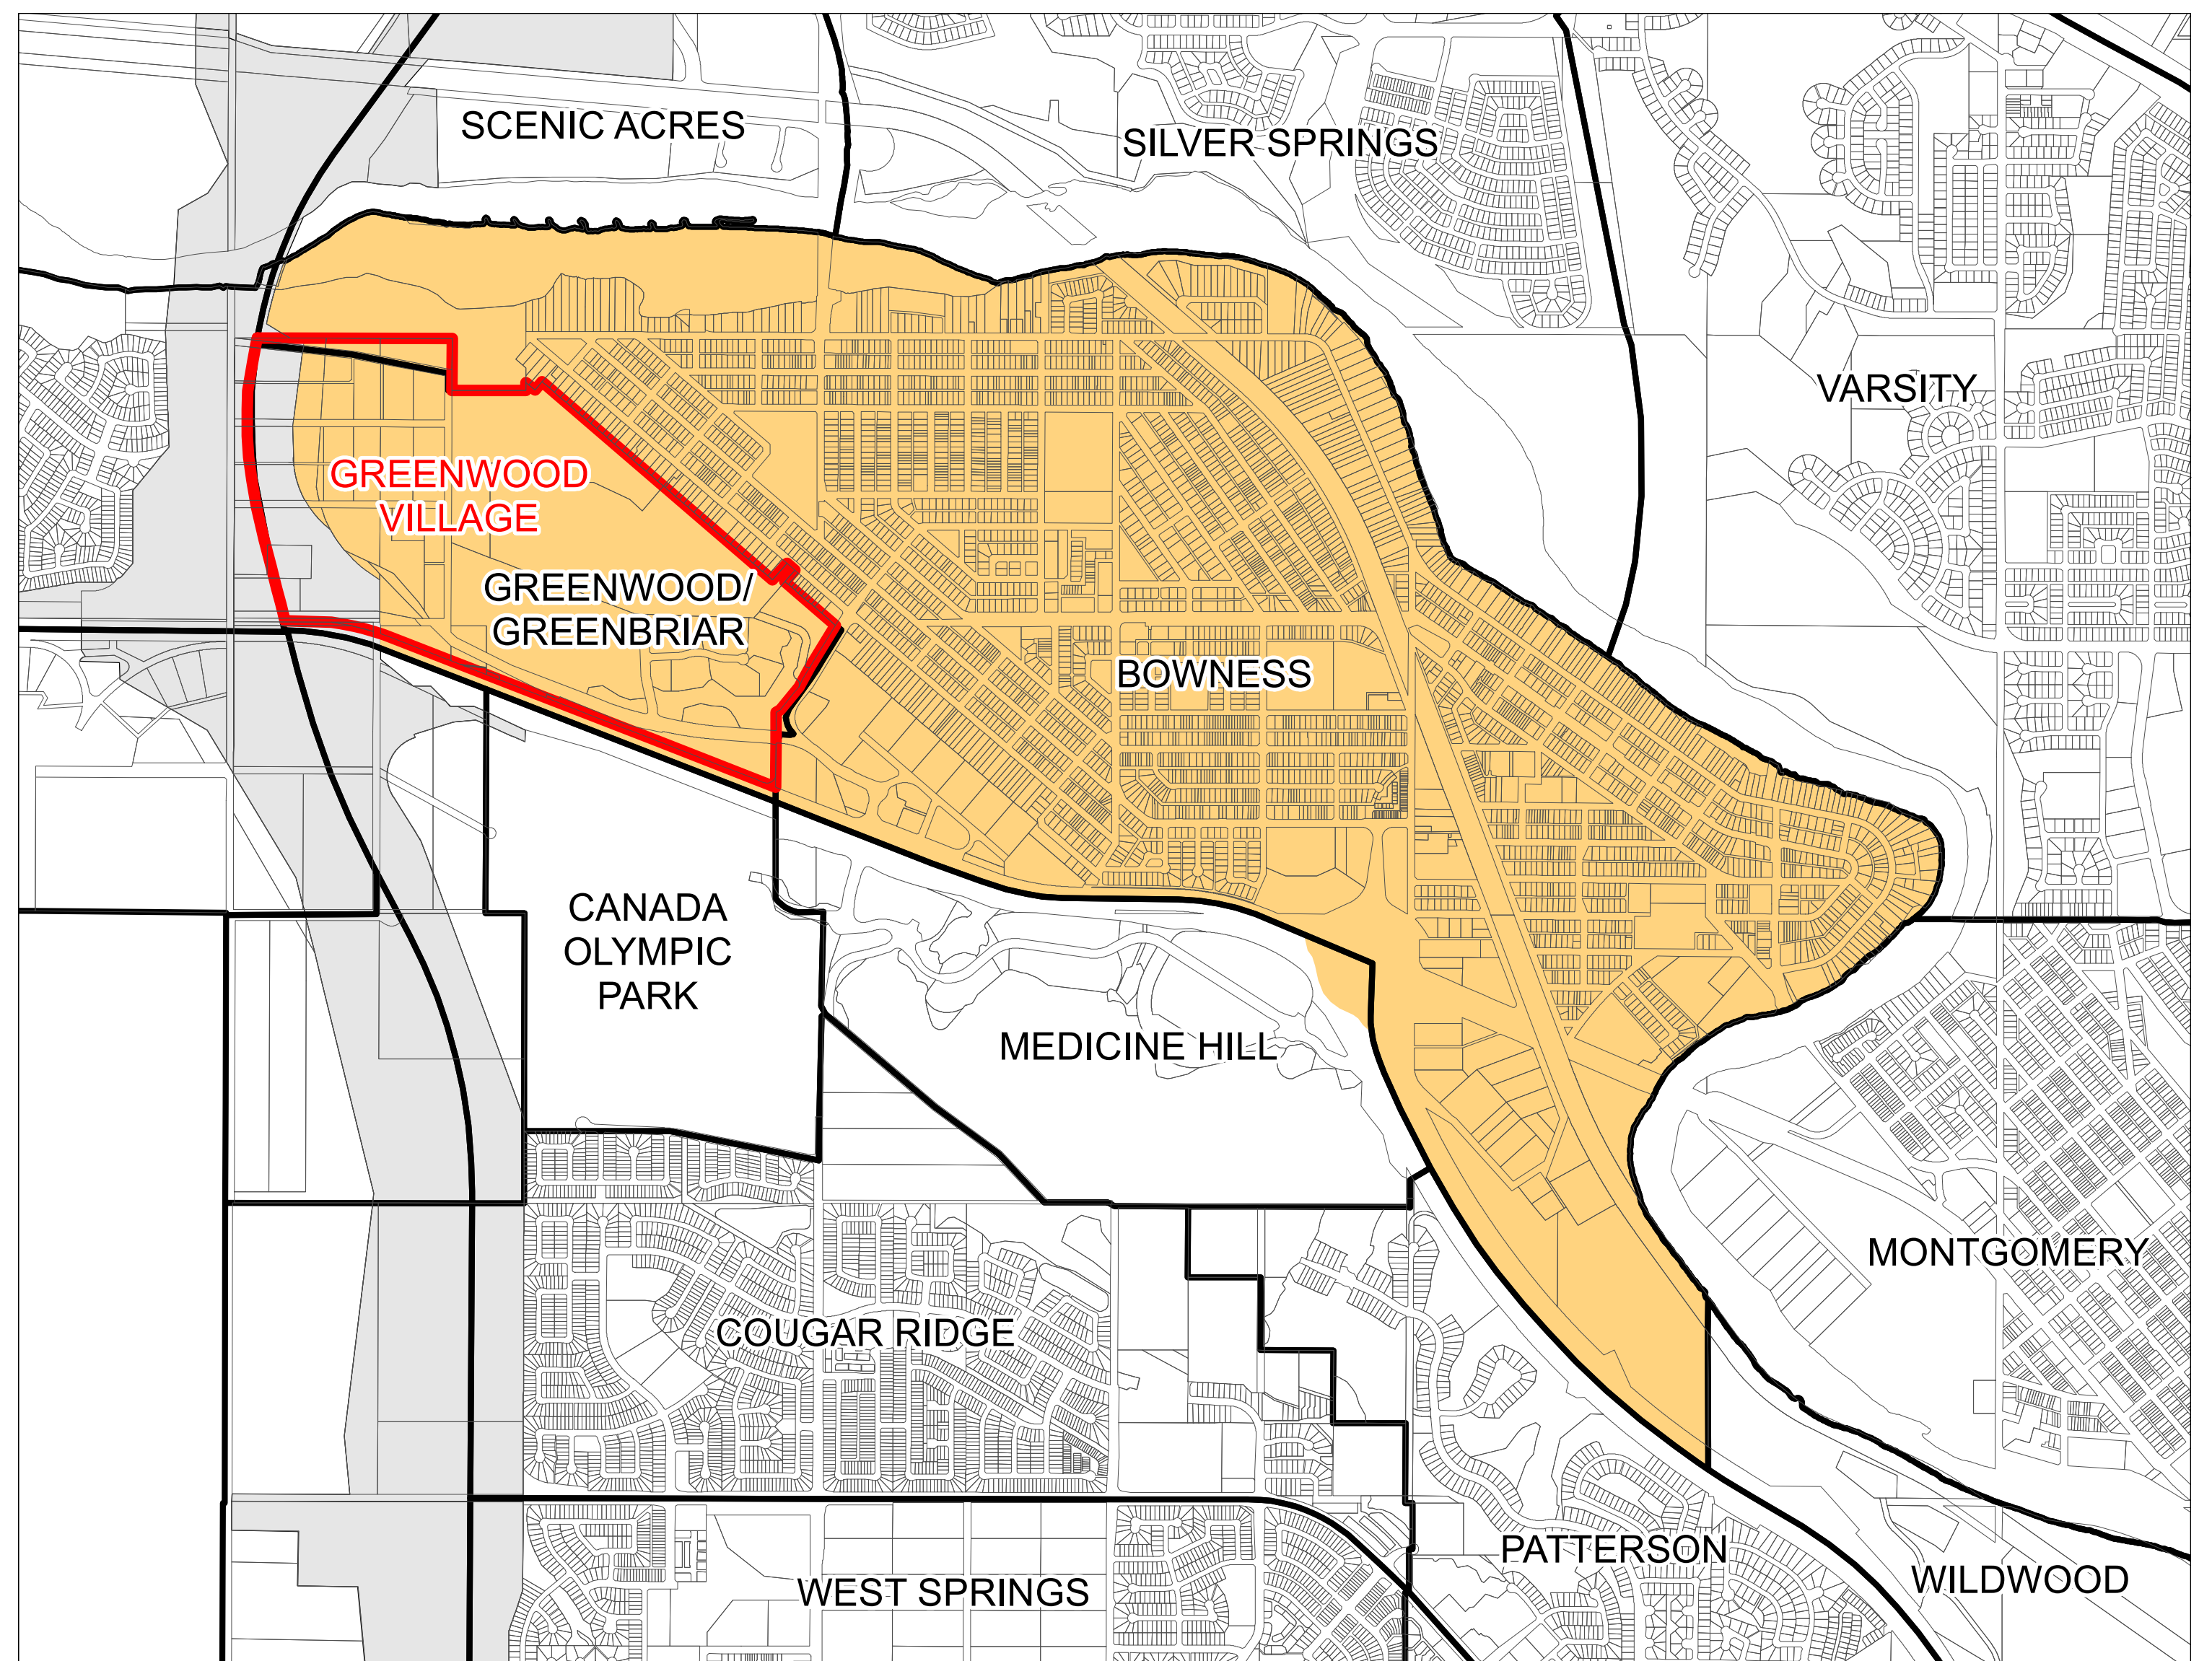 SCENIC ACRES
SILVER SPRINGS
VARSITY
GREENWOOD
VILLAGE
GREENWOOD/
GREENBRIAR
BOWNESS
CANADA
OLYMPIC
PARK
MEDICINE HILL
MONTGOMERY
COUGAR RIDGE
PATTERSON
WEST SPRINGS
WILDWOOD